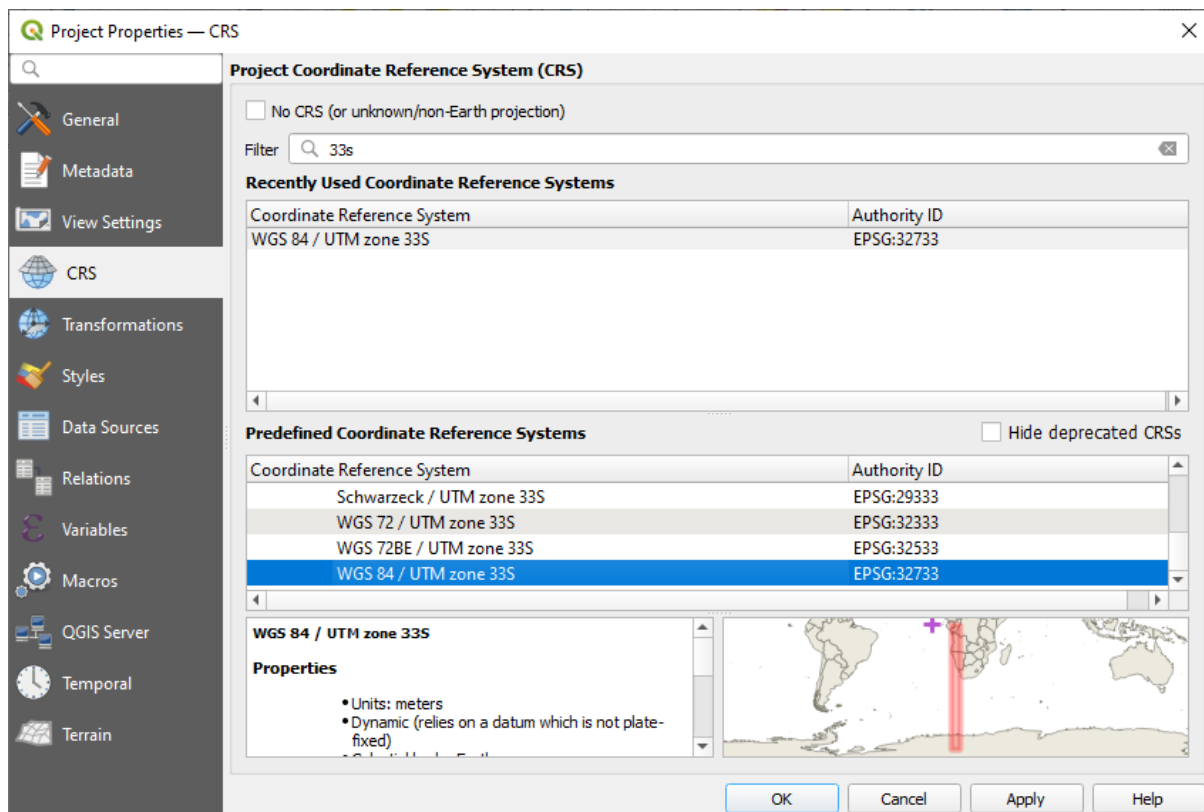 Project Properties — CRS
Project Coordinate Reference System (CRS)
No CRS (or unknown/non-Earth projection)
Filter 33s
Recently Used Coordinate Reference Systems
Coordinate Reference System Authority ID
WGS 84 / UTM zone 33S EPSG:32733
General
Metadata
View Settings
CRS
Transformations
Styles
Data Sources
Relations
Variables
Macros
QGIS Server
Temporal
Terrain
Predefined Coordinate Reference Systems Hide deprecated CRSs
Coordinate Reference System Authority ID
Schwarzeck / UTM zone 33S EPSG:29333
WGS 72 / UTM zone 33S EPSG:32333
WGS 72BE / UTM zone 33S EPSG:32533
WGS 84 / UTM zone 33S EPSG:32733
WGS 84 / UTM zone 33S
Properties
• Units: meters
• Dynamic (relies on a datum which is not plate-
fixed)
OK Cancel Apply Help